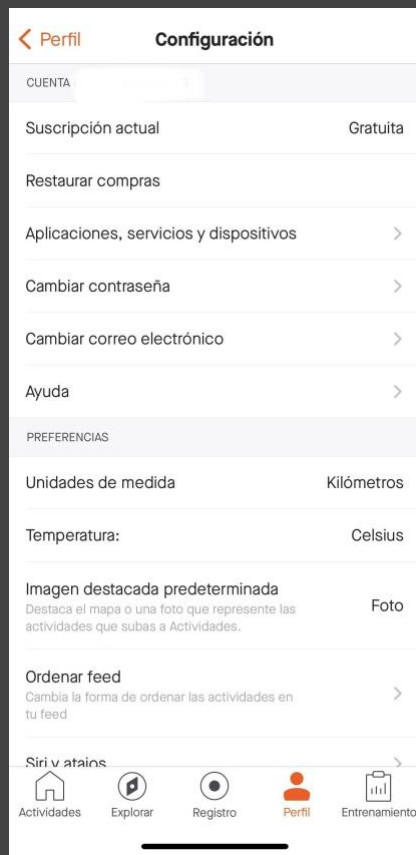 Perfil
Configuración
CUENTA
Suscripción actual
Gratuita
Restaurar compras
Aplicaciones, servicios y dispositivos
Cambiar contraseña
Cambiar correo electrónico
Ayuda
PREFERENCIAS
Unidades de medida
Kilómetros
Temperatura:
Celsius
Imagen destacada predeterminada
Destaca el mapa o una foto que represente las
actividades que subas a Actividades.
Foto
Ordenar feed
Cambia la forma de ordenar las actividades en
tu feed
Siri y atajos
Actividades
Explorar
Registro
Perfil
Entrenamiento